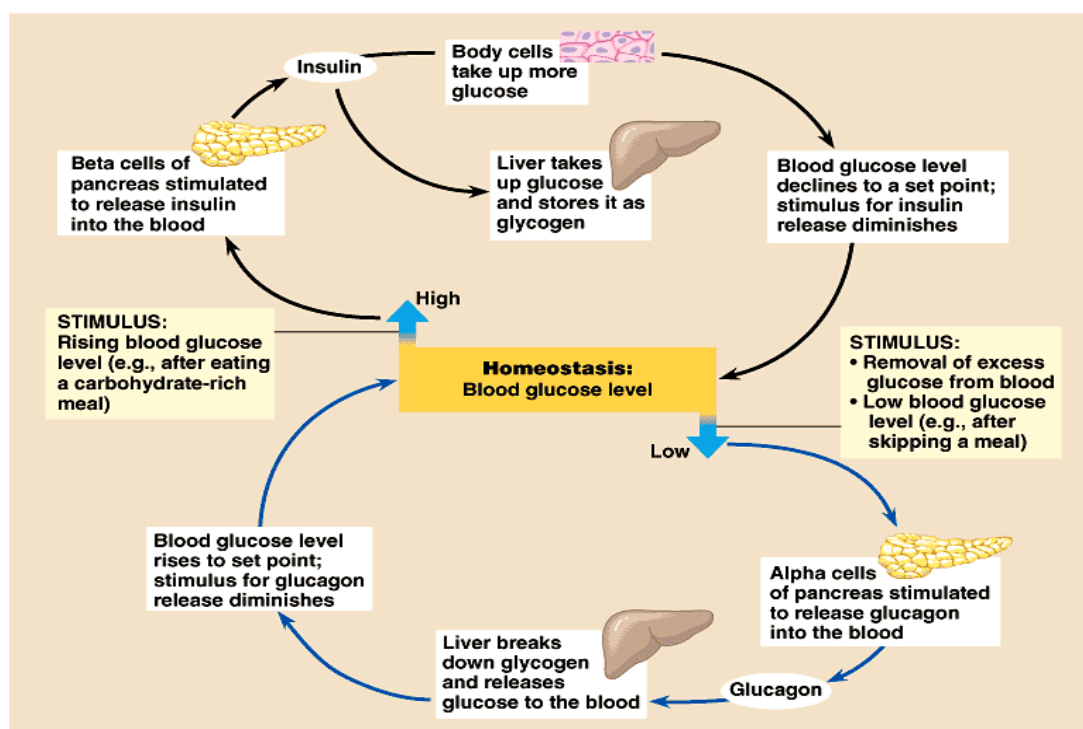 Insulin
Body cells
take up more
glucose
Beta cells of
pancreas stimulated
to release insulin
into the blood
Liver takes
up glucose
and stores it as
glycogen
Blood glucose level
declines to a set point;
stimulus for insulin
release diminishes
High
STIMULUS:
Rising blood glucose
level (e.g., after eating
a carbohydrate-rich
meal)
Homeostasis:
Blood glucose level
STIMULUS:
• Removal of excess
glucose from blood
• Low blood glucose
level (e.g., after
skipping a meal)
Low
Blood glucose level
rises to set point;
stimulus for glucagon
release diminishes
Alpha cells
of pancreas stimulated
to release glucagon
into the blood
Liver breaks
down glycogen
and releases
glucose to the blood
Glucagon